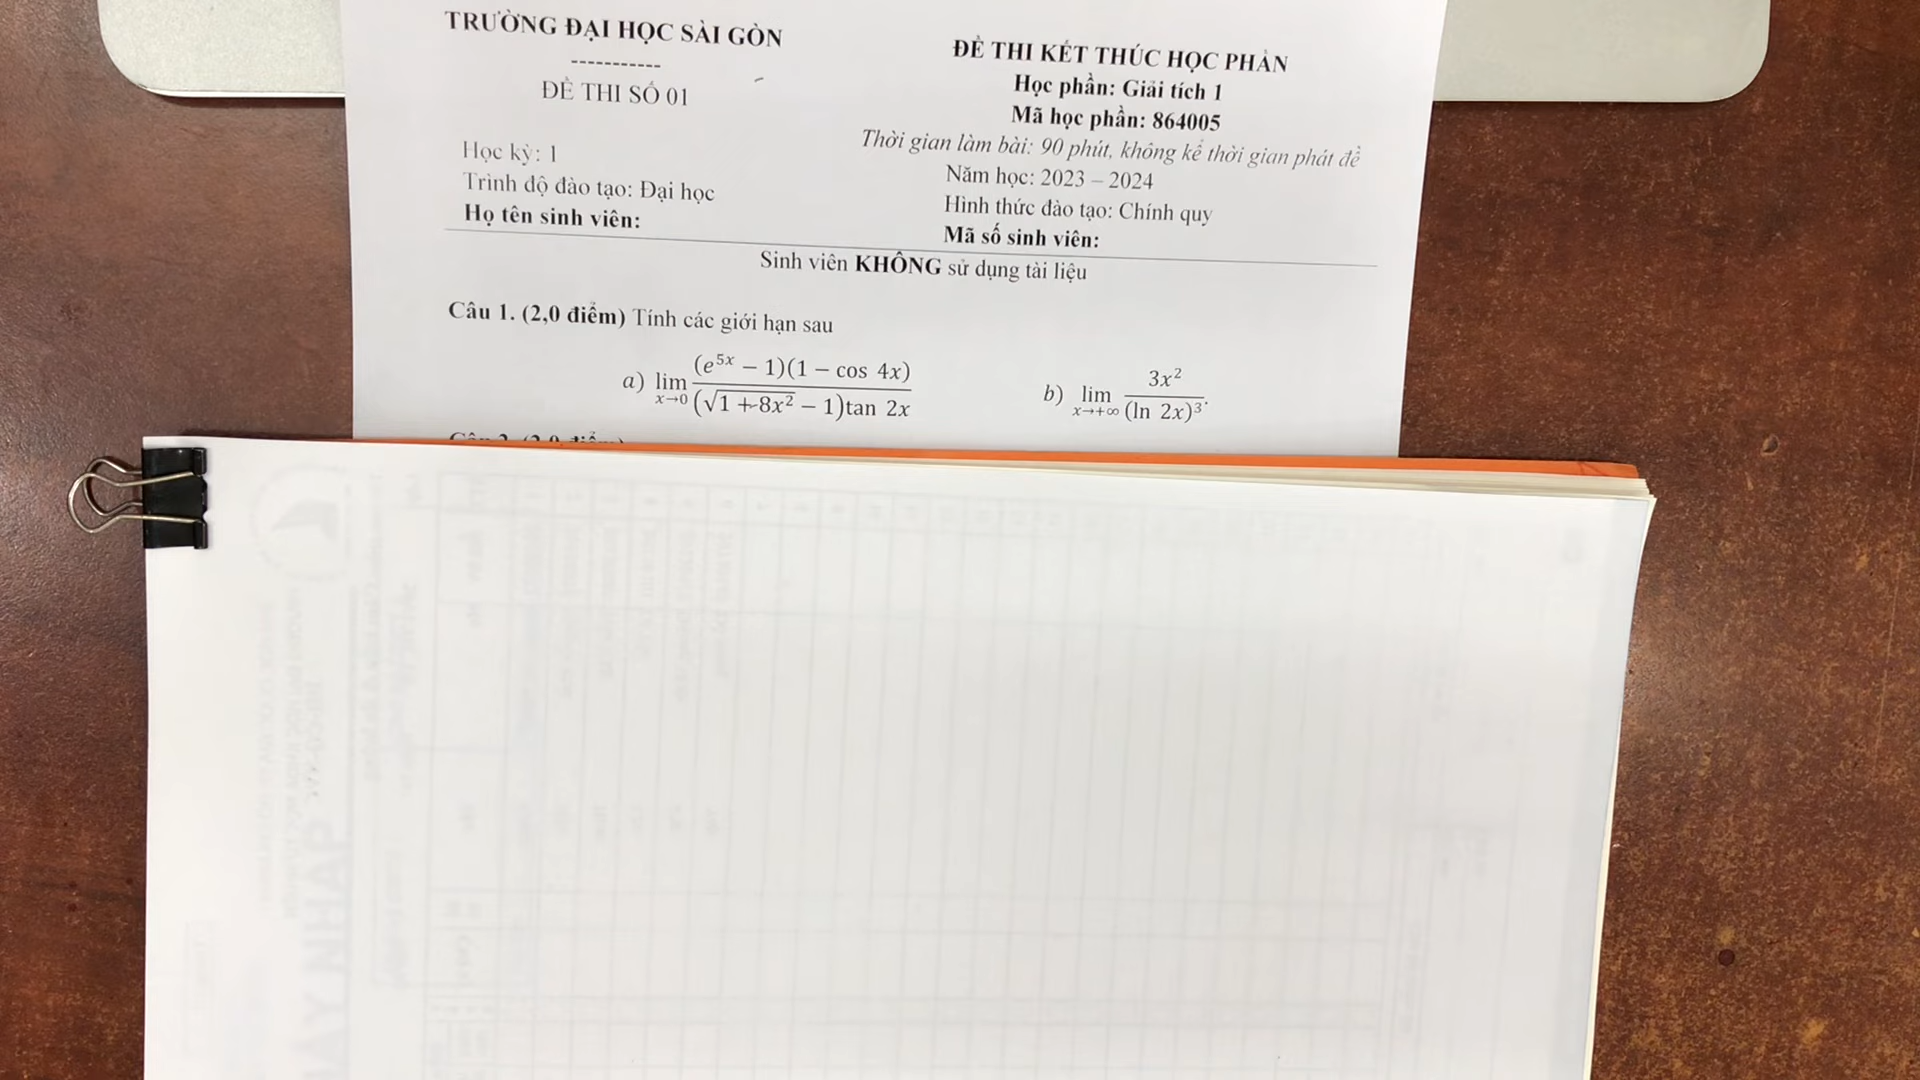 TRƯỜNG ĐẠI HỌC SÀI GÒN
-----------
ĐỀ THI SỐ 01
ĐỀ THI KẾT THÚC HỌC PHẦN
Học phần: Giải tích 1
Mã học phần: 864005
Thời gian làm bài: 90 phút, không kể thời gian phát đề
Học kỳ: 1
Năm học: 2023 – 2024
Trình độ đào tạo: Đại học
Hình thức đào tạo: Chính quy
Họ tên sinh viên:
Mã số sinh viên:
Sinh viên KHÔNG sử dụng tài liệu
Câu 1. (2,0 điểm) Tính các giới hạn sau
a) lim x→0 (e^{5x} − 1)(1 − cos 4x) / (√(1 + 8x²) − 1)tan 2x
b) lim x→+∞ 3x² / (ln 2x)³.